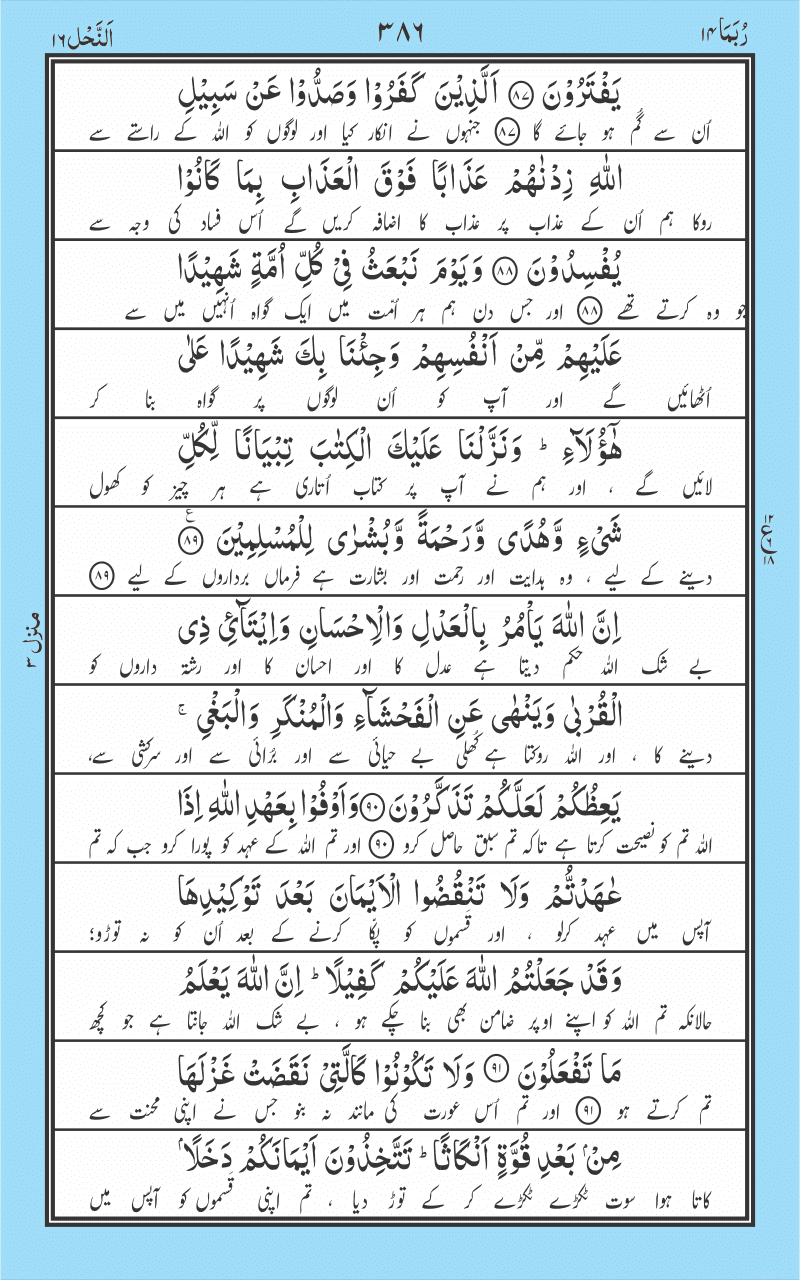 رُبَمَا ۱۴
۳۸۶
اَلنَّحْل ۱۶
يَفْتَرُوْنَ ﴿۸۷﴾ اَلَّذِيْنَ كَفَرُوْا وَصَدُّوْا عَنْ سَبِيْلِ
اُن سے گُم ہو جائے گا ﴿۸۷﴾ جنہوں نے انکار کیا اور لوگوں کو اللہ کے راستے سے
اللّٰهِ زِدْنٰهُمْ عَذَابًا فَوْقَ الْعَذَابِ بِمَا كَانُوْا
روکا ہم اُن کے عذاب پر عذاب کا اضافہ کریں گے اُس فساد کی وجہ سے
يُفْسِدُوْنَ ﴿۸۸﴾ وَيَوْمَ نَبْعَثُ فِيْ كُلِّ اُمَّةٍ شَهِيْدًا
جو وہ کرتے تھے ﴿۸۸﴾ اور جس دن ہم ہر اُمّت میں ایک گواہ اُنہیں میں سے
عَلَيْهِمْ مِّنْ اَنْفُسِهِمْ وَجِئْنَا بِكَ شَهِيْدًا عَلٰى
اُٹھائیں گے اور آپ کو اُن لوگوں پر گواہ بنا کر
هٰٓؤُلَآءِ ؕ وَنَزَّلْنَا عَلَيْكَ الْكِتٰبَ تِبْيَانًا لِّكُلِّ
لائیں گے ، اور ہم نے آپ پر کتاب اُتاری ہے ہر چیز کو کھول
شَيْءٍ وَّهُدًى وَّرَحْمَةً وَّبُشْرٰى لِلْمُسْلِمِيْنَ ﴿۸۹﴾ ع
دینے کے لیے ، وہ ہدایت اور رحمت اور بشارت ہے فرماں برداروں کے لیے ﴿۸۹﴾
۱۲
ع ۶
۱۸
اِنَّ اللّٰهَ يَاْمُرُ بِالْعَدْلِ وَالْاِحْسَانِ وَاِيْتَآئِ ذِى
بے شک اللہ حکم دیتا ہے عدل کا اور احسان کا اور رشتہ داروں کو
منزل ۳
الْقُرْبٰى وَيَنْهٰى عَنِ الْفَحْشَآءِ وَالْمُنْكَرِ وَالْبَغْيِ ۚ
دینے کا ، اور اللہ روکتا ہے کُھلی بے حیائی سے اور بُرائی سے اور سرکشی سے،
يَعِظُكُمْ لَعَلَّكُمْ تَذَكَّرُوْنَ ﴿۹۰﴾ وَاَوْفُوْا بِعَهْدِ اللّٰهِ اِذَا
اللہ تم کو نصیحت کرتا ہے تاکہ تم سبق حاصل کرو ﴿۹۰﴾ اور تم اللہ کے عہد کو پورا کرو جب کہ تم
عٰهَدْتُّمْ وَلَا تَنْقُضُوا الْاَيْمَانَ بَعْدَ تَوْكِيْدِهَا
آپس میں عہد کرلو ، اور قسموں کو پکّا کرنے کے بعد اُن کو نہ توڑو؛
وَقَدْ جَعَلْتُمُ اللّٰهَ عَلَيْكُمْ كَفِيْلًا ؕ اِنَّ اللّٰهَ يَعْلَمُ
حالانکہ تم اللہ کو اپنے اوپر ضامن بھی بنا چکے ہو ، بے شک اللہ جانتا ہے جو کچھ
مَا تَفْعَلُوْنَ ﴿۹۱﴾ وَلَا تَكُوْنُوْا كَالَّتِيْ نَقَضَتْ غَزْلَهَا
تم کرتے ہو ﴿۹۱﴾ اور تم اُس عورت کی مانند نہ بنو جس نے اپنی محنت سے
مِنْۢ بَعْدِ قُوَّةٍ اَنْكَاثًا ؕ تَتَّخِذُوْنَ اَيْمَانَكُمْ دَخَلًاۢ
کاتا ہوا سوت ٹکڑے ٹکڑے کر کے توڑ دیا ، تم اپنی قسموں کو آپس میں